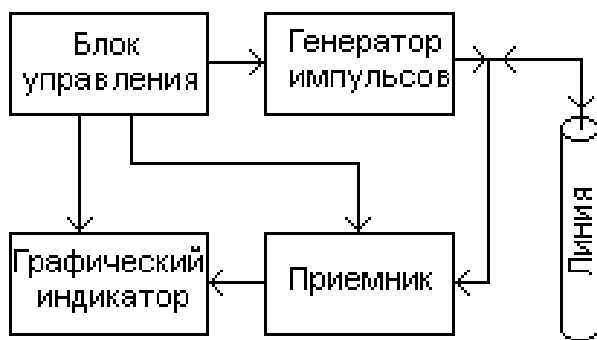 Блок
управления
Генератор
импульсов
Графический
индикатор
Приемник
Линия